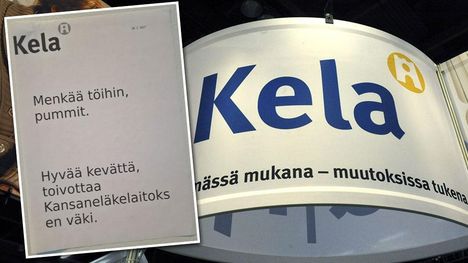 Kela
Menkää töihin,
pummit.
Hyvää kevättä,
toivottaa
Kansaneläkelaitoks
en väki.
Kela
mässä mukana – muutoksissa tukena